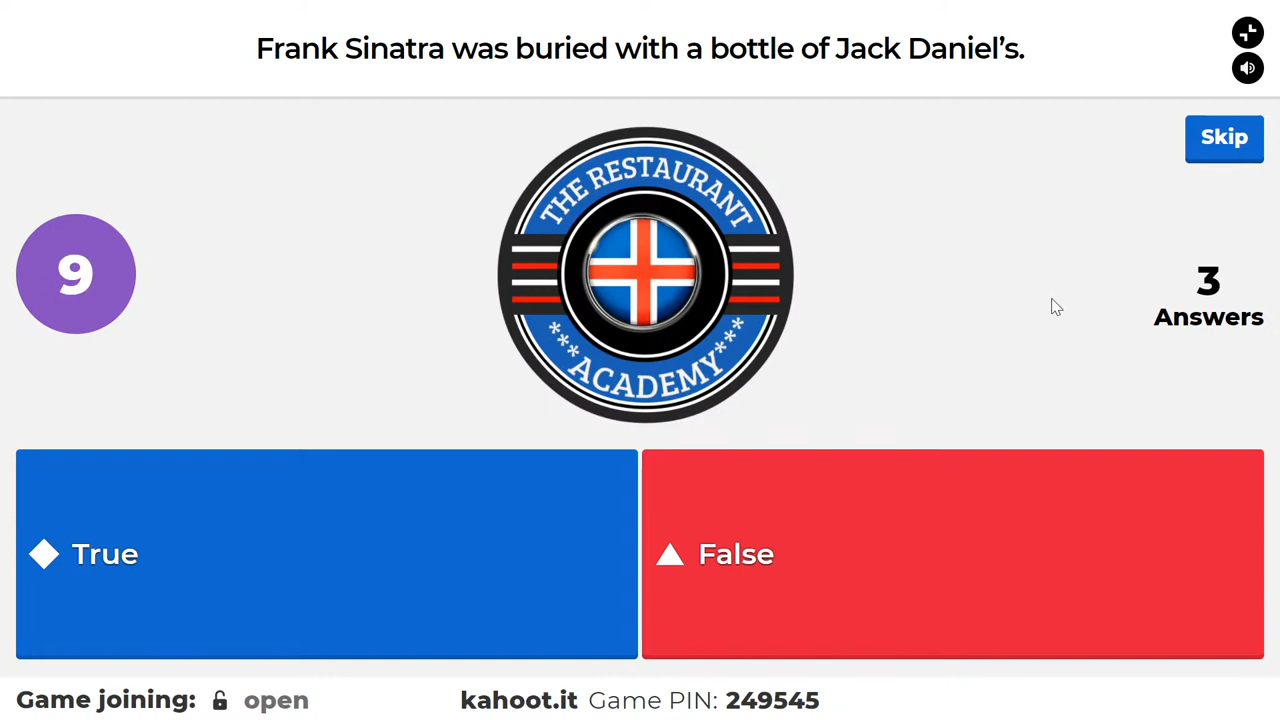 Frank Sinatra was buried with a bottle of Jack Daniel’s.
Skip
THE RESTAURANT
***ACADEMY***
9
3
Answers
True
False
Game joining: open
kahoot.it Game PIN: 249545